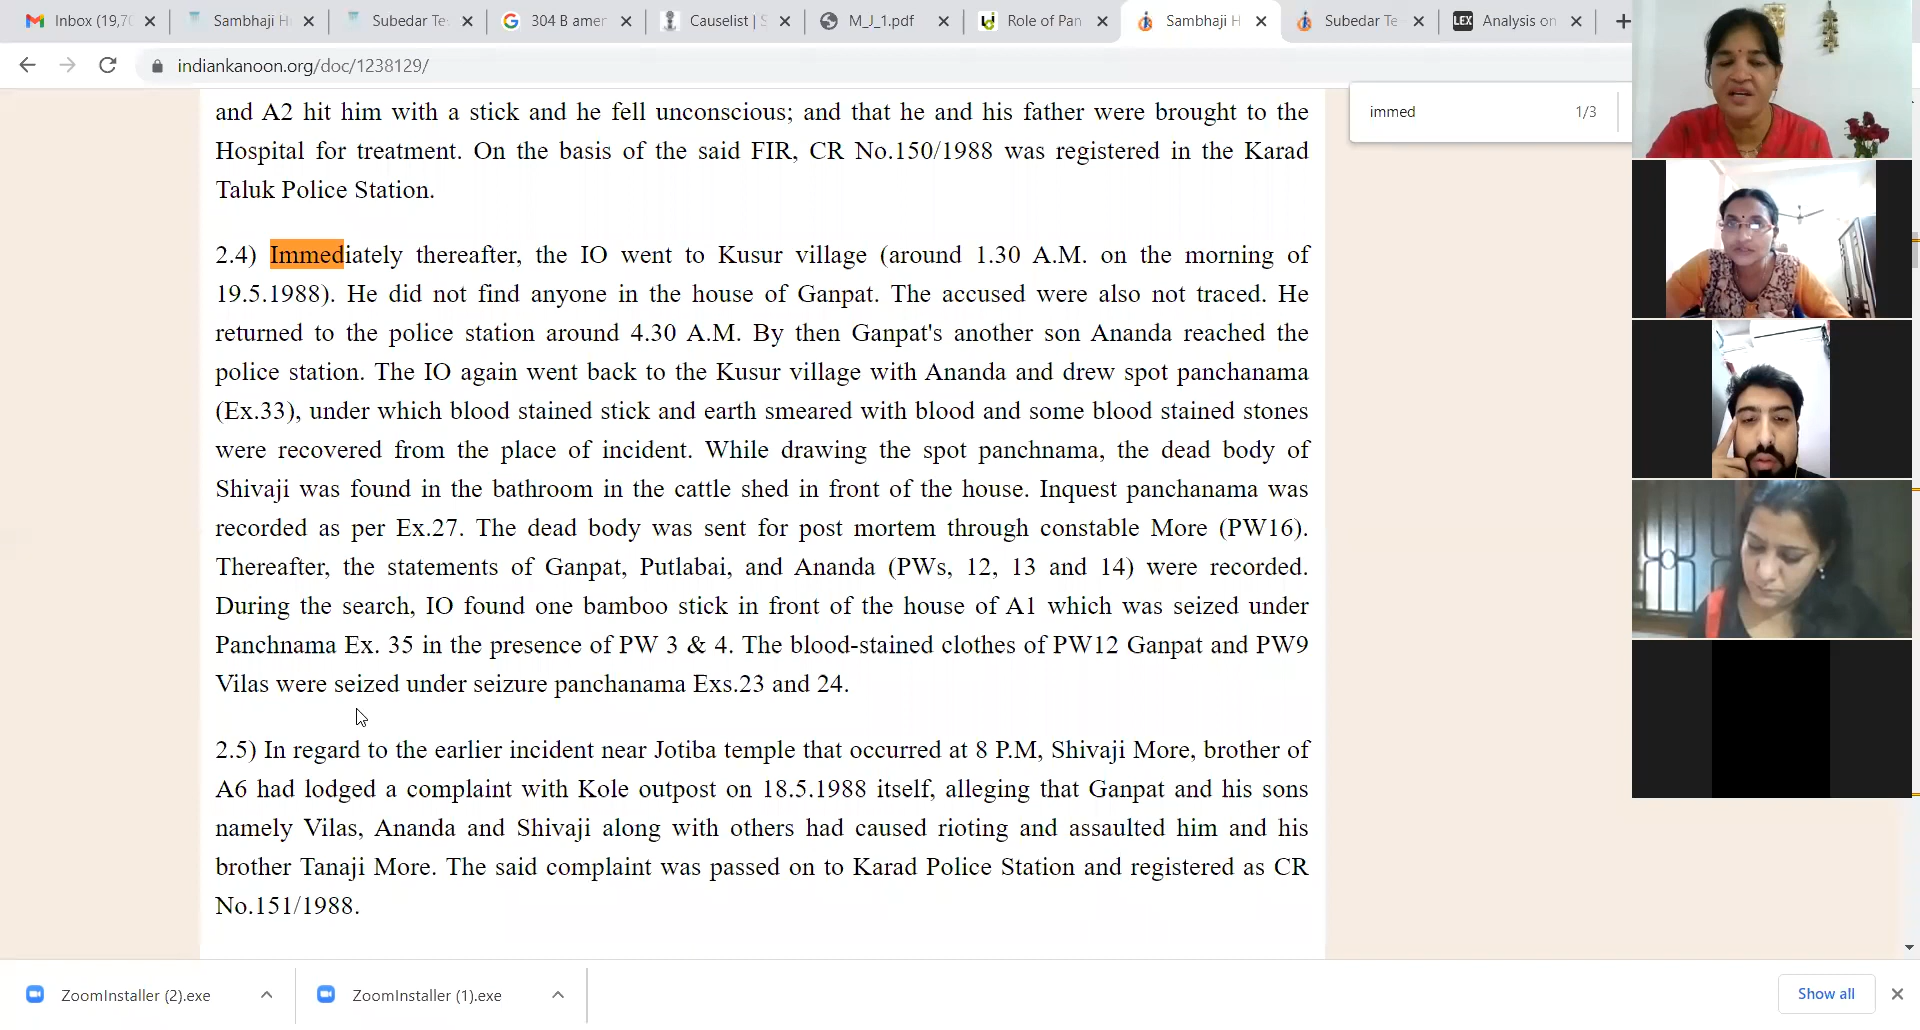 Inbox (19,70
Sambhaji H
Subedar Te
304 B amer
Causelist | S
M_J_1.pdf
Role of Pan
Sambhaji H
Subedar Te
LEX
Analysis on
indiankanoon.org/doc/1238129/
immed
1/3
and A2 hit him with a stick and he fell unconscious; and that he and his father were brought to the
Hospital for treatment. On the basis of the said FIR, CR No.150/1988 was registered in the Karad
Taluk Police Station.
2.4) Immediately thereafter, the IO went to Kusur village (around 1.30 A.M. on the morning of
19.5.1988). He did not find anyone in the house of Ganpat. The accused were also not traced. He
returned to the police station around 4.30 A.M. By then Ganpat's another son Ananda reached the
police station. The IO again went back to the Kusur village with Ananda and drew spot panchanama
(Ex.33), under which blood stained stick and earth smeared with blood and some blood stained stones
were recovered from the place of incident. While drawing the spot panchnama, the dead body of
Shivaji was found in the bathroom in the cattle shed in front of the house. Inquest panchanama was
recorded as per Ex.27. The dead body was sent for post mortem through constable More (PW16).
Thereafter, the statements of Ganpat, Putlabai, and Ananda (PWs, 12, 13 and 14) were recorded.
During the search, IO found one bamboo stick in front of the house of A1 which was seized under
Panchnama Ex. 35 in the presence of PW 3 & 4. The blood-stained clothes of PW12 Ganpat and PW9
Vilas were seized under seizure panchanama Exs.23 and 24.
2.5) In regard to the earlier incident near Jotiba temple that occurred at 8 P.M, Shivaji More, brother of
A6 had lodged a complaint with Kole outpost on 18.5.1988 itself, alleging that Ganpat and his sons
namely Vilas, Ananda and Shivaji along with others had caused rioting and assaulted him and his
brother Tanaji More. The said complaint was passed on to Karad Police Station and registered as CR
No.151/1988.
ZoomInstaller (2).exe
ZoomInstaller (1).exe
Show all